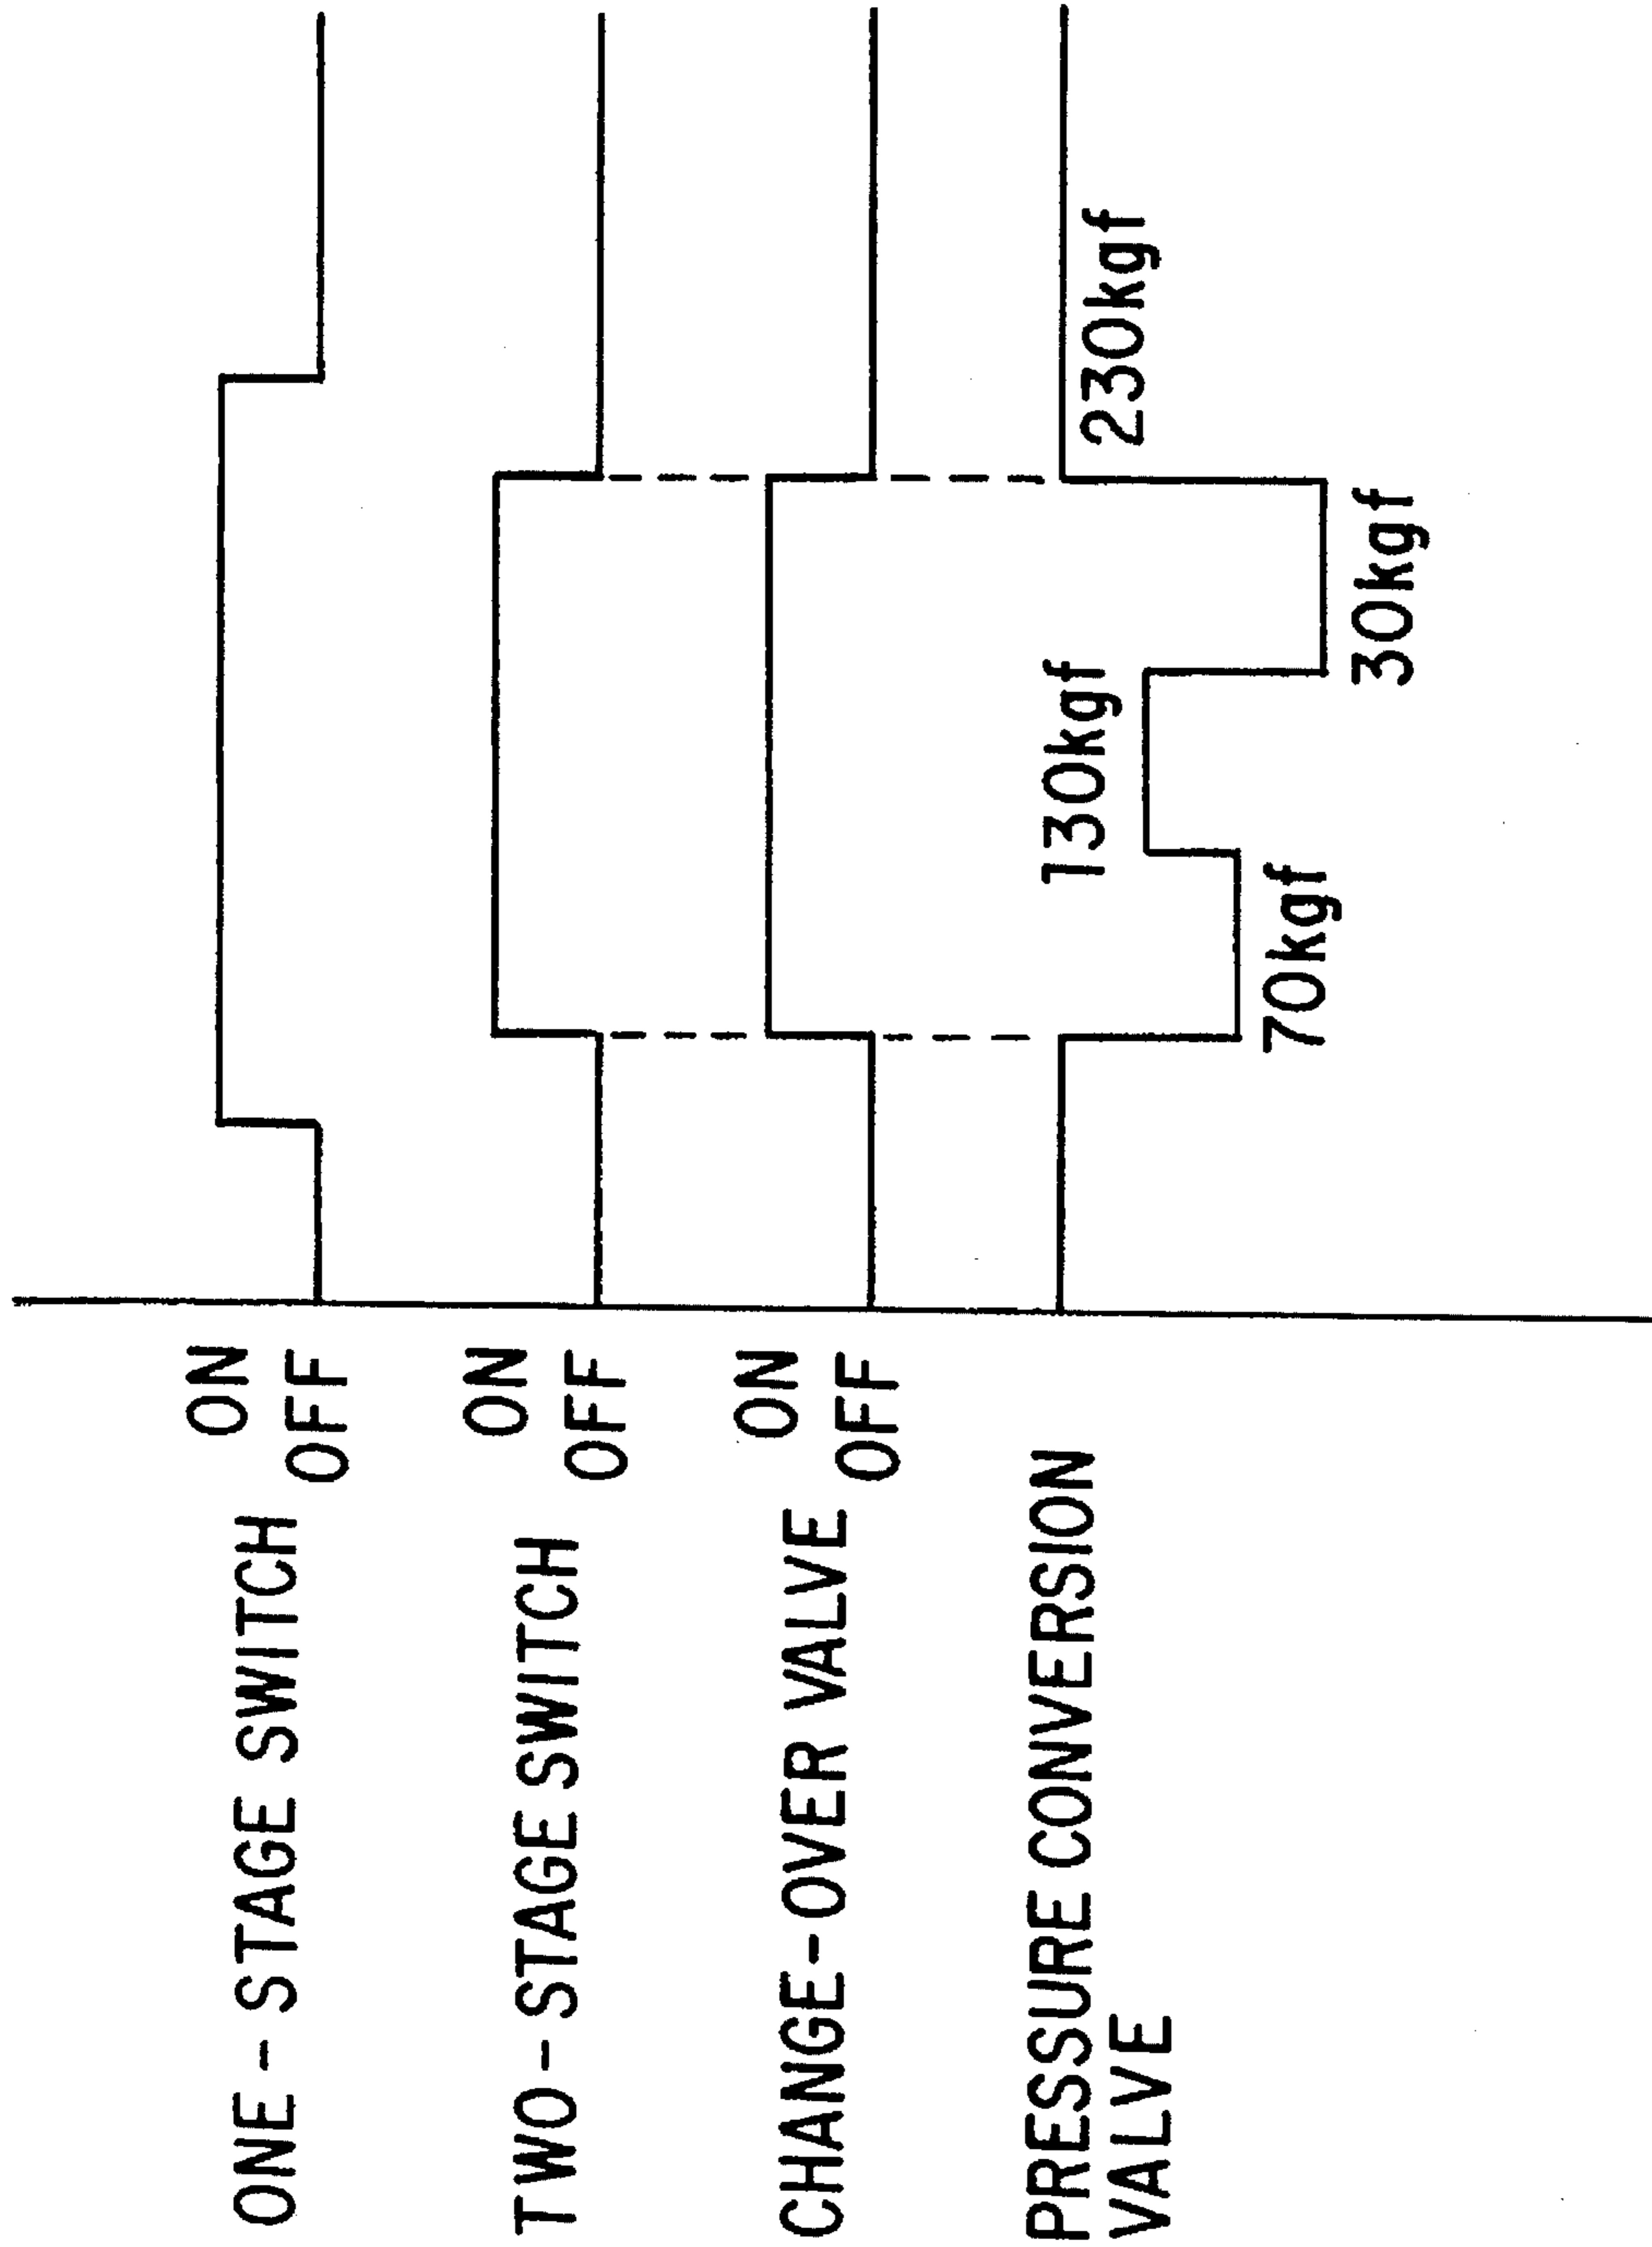 ONE-STAGE SWITCH
ON
OFF
TWO-STAGE SWITCH
ON
OFF
CHANGE-OVER VALVE
ON
OFF
PRESSURE CONVERSION
VALVE
70kgf
130kgf
30kgf
230kgf